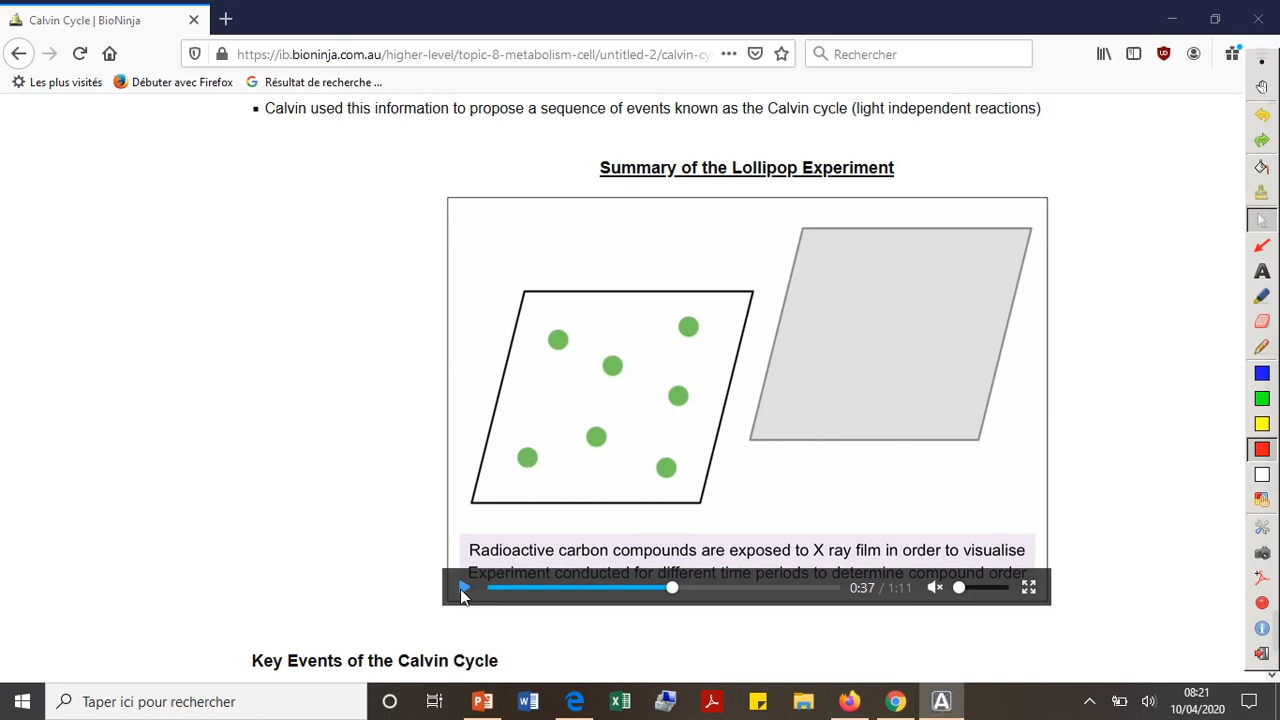 Calvin Cycle | BioNinja
https://ib.bioninja.com.au/higher-level/topic-8-metabolism-cell/untitled-2/calvin-cy
Rechercher
Les plus visités
Débuter avec Firefox
Résultat de recherche ...
▪ Calvin used this information to propose a sequence of events known as the Calvin cycle (light independent reactions)
Summary of the Lollipop Experiment
Radioactive carbon compounds are exposed to X ray film in order to visualise
Experiment conducted for different time periods to determine compound order
0:37 / 1:11
Key Events of the Calvin Cycle
Taper ici pour rechercher
08:21
10/04/2020